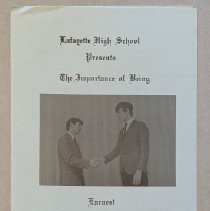 Lafayette High School
Presents
The Importance of Being
Earnest